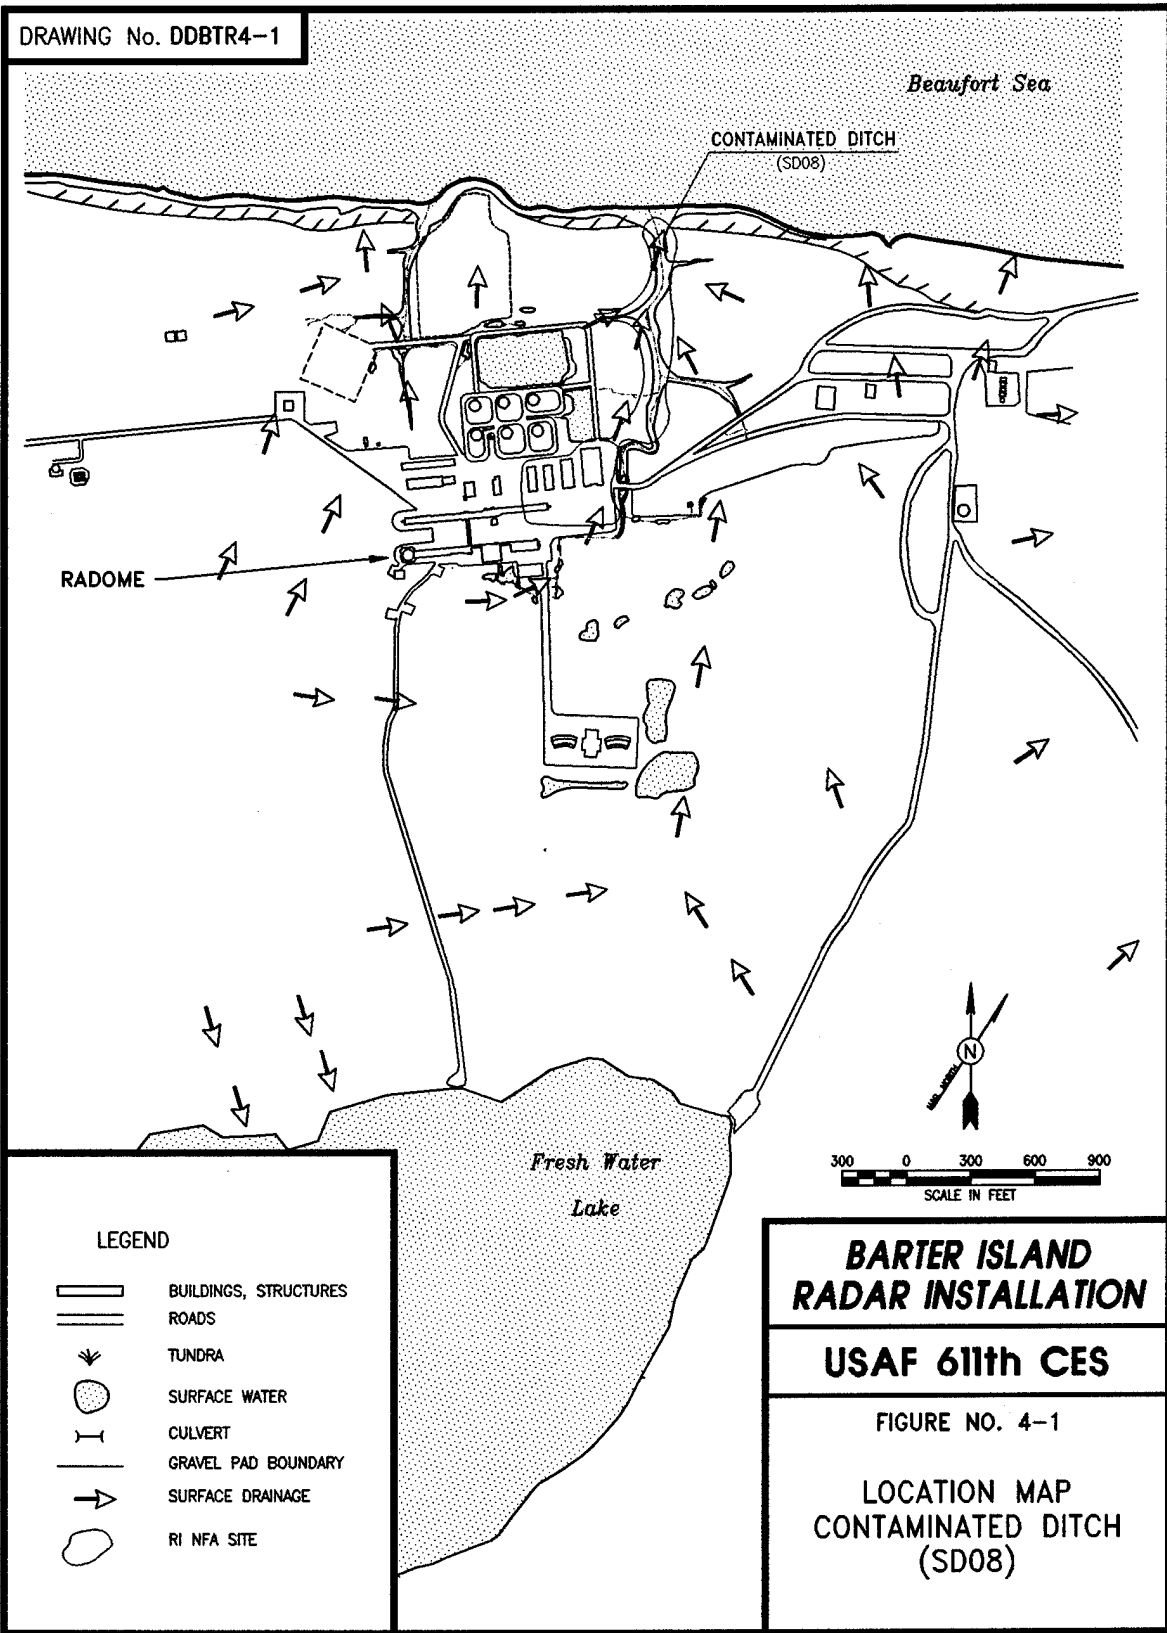 DRAWING No. DDBTR4-1
Beaufort Sea
CONTAMINATED DITCH
(SD08)
RADOME
N
MAG. NORTH
300 0 300 600 900
SCALE IN FEET
Fresh Water
Lake
LEGEND
BUILDINGS, STRUCTURES
ROADS
TUNDRA
SURFACE WATER
CULVERT
GRAVEL PAD BOUNDARY
SURFACE DRAINAGE
RI NFA SITE
BARTER ISLAND
RADAR INSTALLATION
USAF 611th CES
FIGURE NO. 4-1
LOCATION MAP
CONTAMINATED DITCH
(SD08)